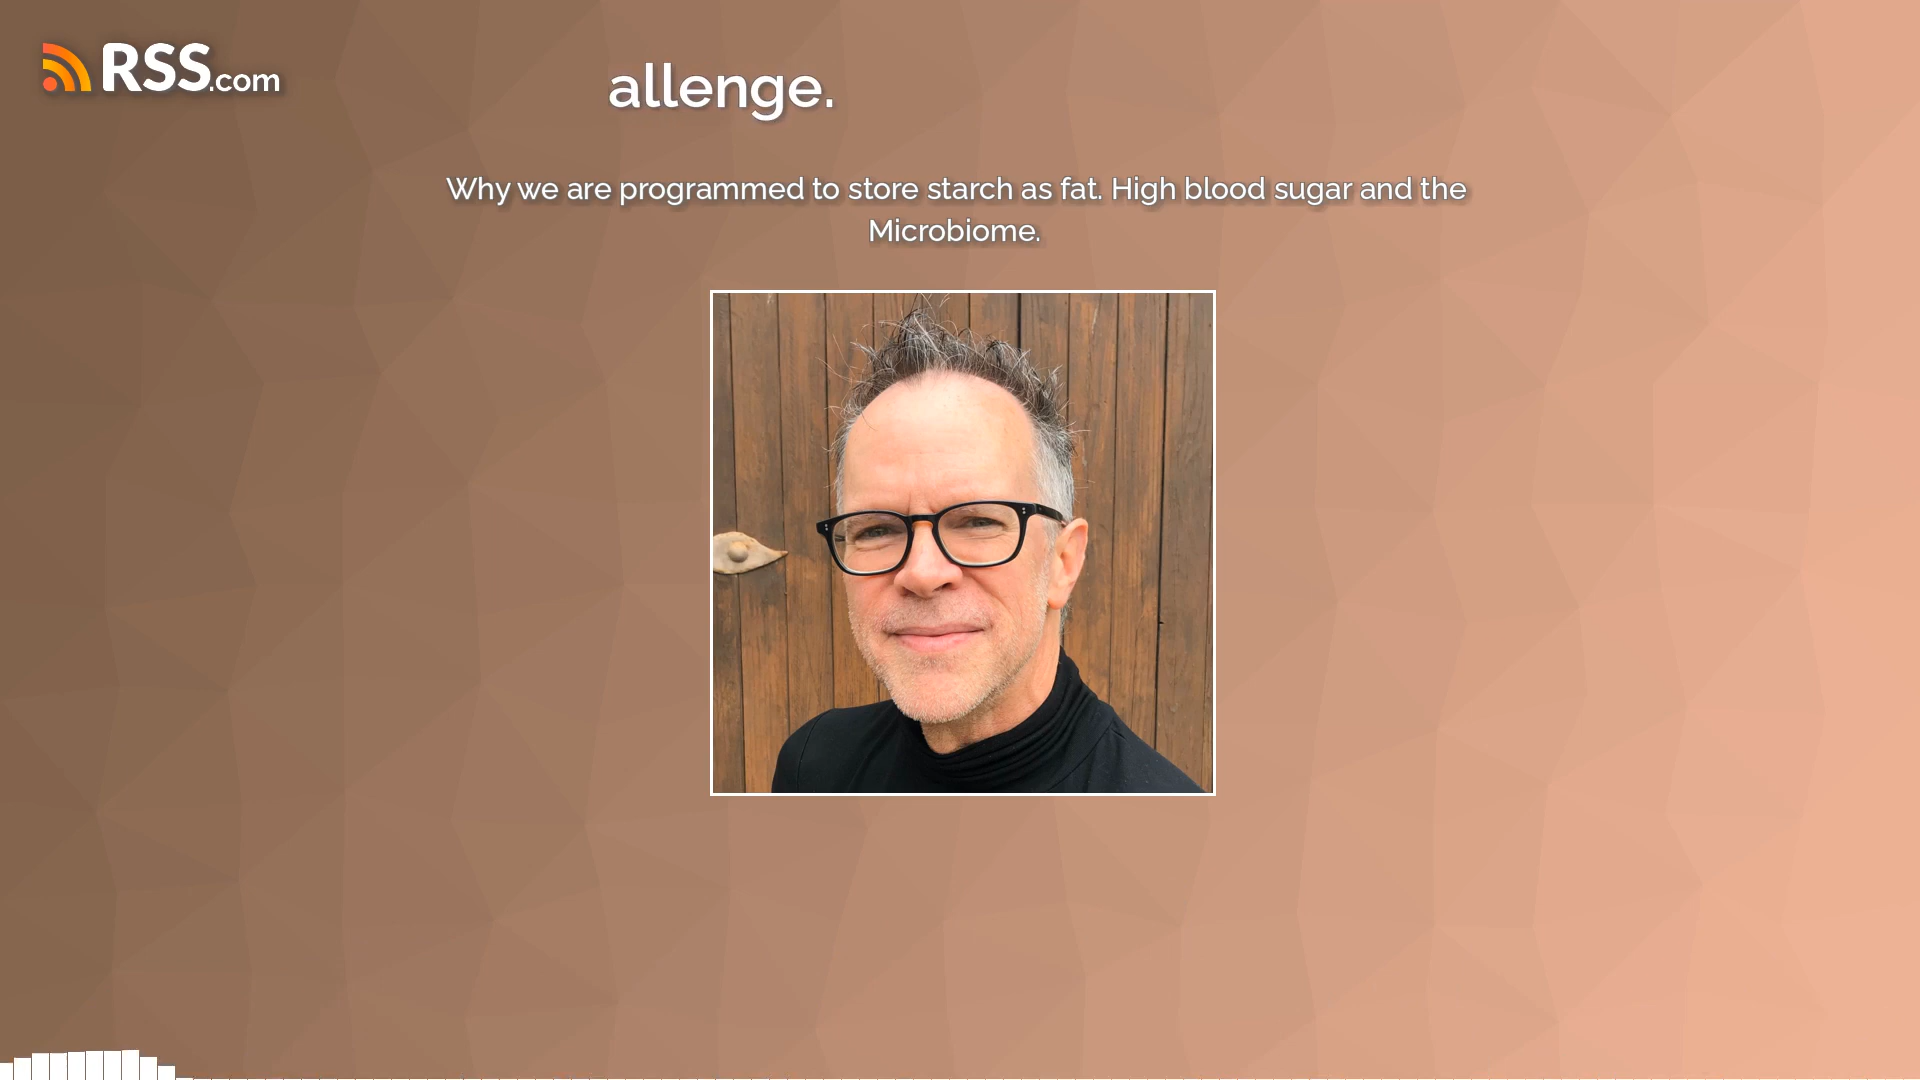 RSS.com
allenge.
Why we are programmed to store starch as fat. High blood sugar and the
Microbiome.